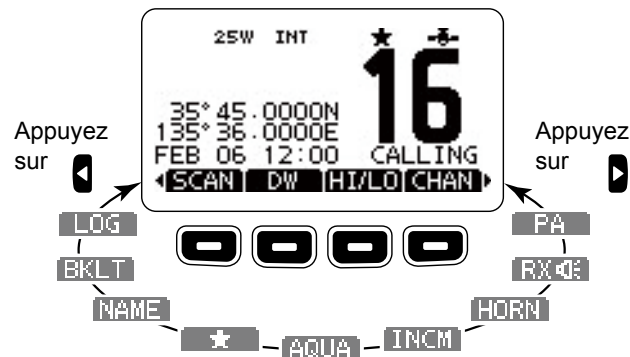 25W INT
16
35° 45.0000N
135° 36.0000E
FEB 06 12:00 CALLING
SCAN DW HI/LO CHAN
Appuyez
sur
Appuyez
sur
LOG
PA
BKLT
RX
NAME
HORN
★
AQUA
INCM